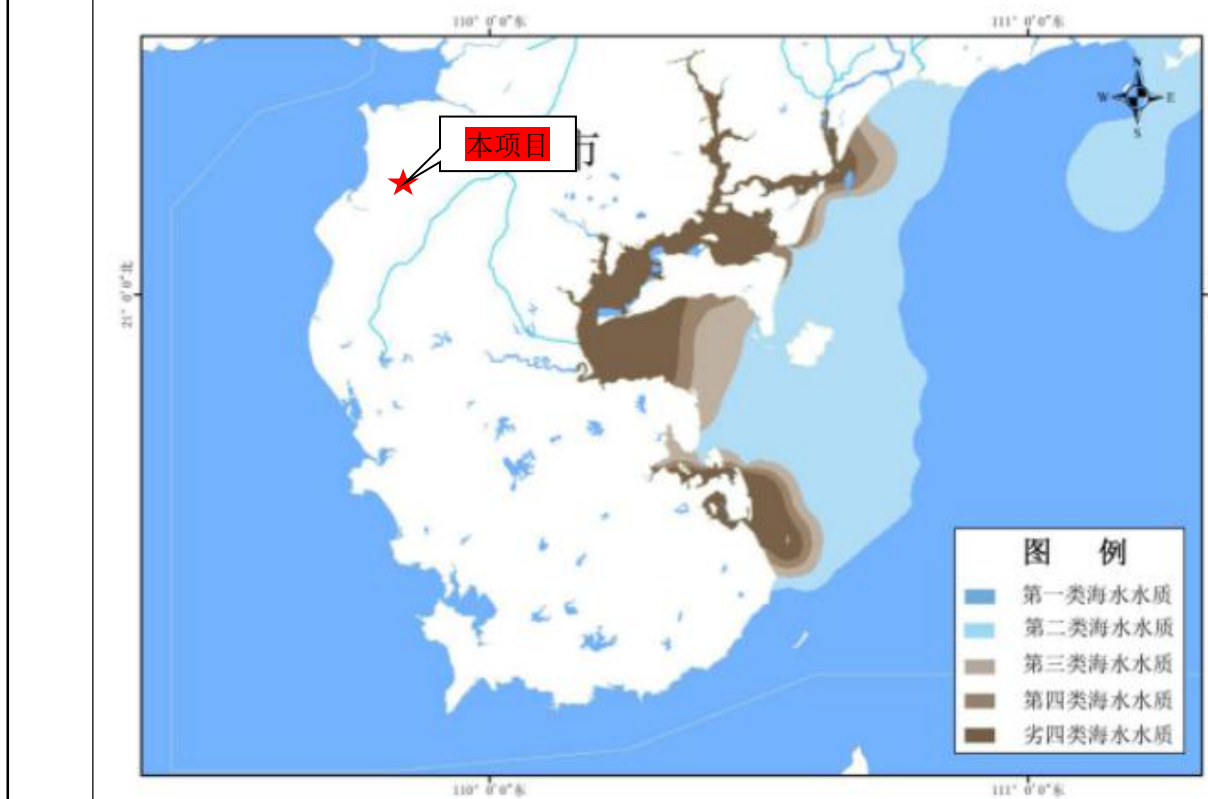 110° 0′0″东
111° 0′0″东
N
W
E
S
本项目
市
21° 0′0″北
图 例
第一类海水水质
第二类海水水质
第三类海水水质
第四类海水水质
劣四类海水水质
110° 0′0″东
111° 0′0″东